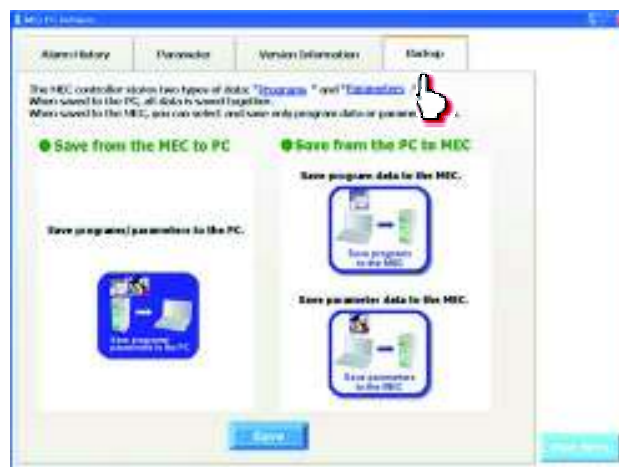 MEC PC Software
Alarm History
Parameter
Version Information
Backup
The MEC controller stores two types of data: "Programs " and "Parameters
When saved to the PC, all data is saved together.
When saved to the MEC, you can select and save only program data or
Save from the MEC to PC
Save from the PC to MEC
Save program data to the MEC.
Save programs/parameters to the PC.
Save programs
to the MEC
Save parameter data to the MEC.
Save programs/
parameters to the PC
Save parameters
to the MEC
Save